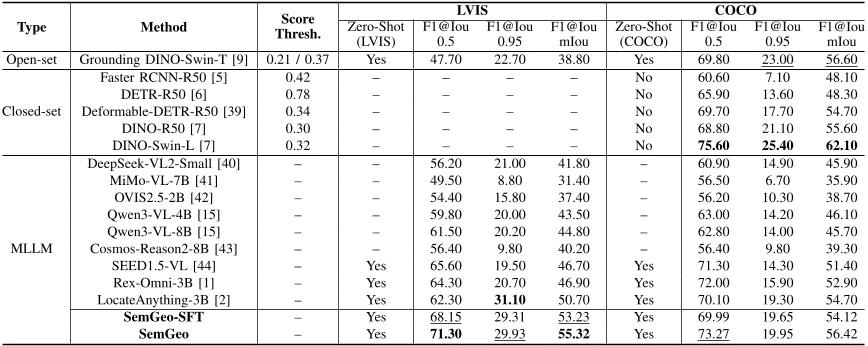 Type Method Score Thresh. LVIS COCO
Zero-Shot (LVIS) F1@Iou 0.5 F1@Iou 0.95 F1@Iou mIou Zero-Shot (COCO) F1@Iou 0.5 F1@Iou 0.95 F1@Iou mIou
Open-set Grounding DINO-Swin-T [9] 0.21 / 0.37 Yes 47.70 22.70 38.80 Yes 69.80 23.00 56.60
Closed-set
Faster RCNN-R50 [5] 0.42 – – – – No 60.60 7.10 48.10
DETR-R50 [6] 0.78 – – – – No 65.90 13.60 48.30
Deformable-DETR-R50 [39] 0.34 – – – – No 69.70 17.70 54.70
DINO-R50 [7] 0.30 – – – – No 68.80 21.10 55.60
DINO-Swin-L [7] 0.32 – – – – No 75.60 25.40 62.10
MLLM
DeepSeek-VL2-Small [40] – – 56.20 21.00 41.80 – 60.90 14.90 45.90
MiMo-VL-7B [41] – – 49.50 8.80 31.40 – 56.50 6.70 35.90
OVIS2.5-2B [42] – – 54.40 15.80 37.40 – 56.20 10.30 38.70
Qwen3-VL-4B [15] – – 59.80 20.00 43.50 – 63.00 14.20 46.10
Qwen3-VL-8B [15] – – 61.50 20.20 44.80 – 62.80 14.00 45.70
Cosmos-Reason2-8B [43] – – 56.40 9.80 40.20 – 56.40 9.80 39.30
SEED1.5-VL [44] – Yes 65.60 19.50 46.70 Yes 71.30 14.30 51.40
Rex-Omni-3B [1] – Yes 64.30 20.70 46.90 Yes 72.00 15.90 52.90
LocateAnything-3B [2] – Yes 62.30 31.10 50.70 Yes 70.10 19.30 54.70
SemGeo-SFT – Yes 68.15 29.31 53.23 Yes 69.99 19.65 54.12
SemGeo – Yes 71.30 29.93 55.32 Yes 73.27 19.95 56.42